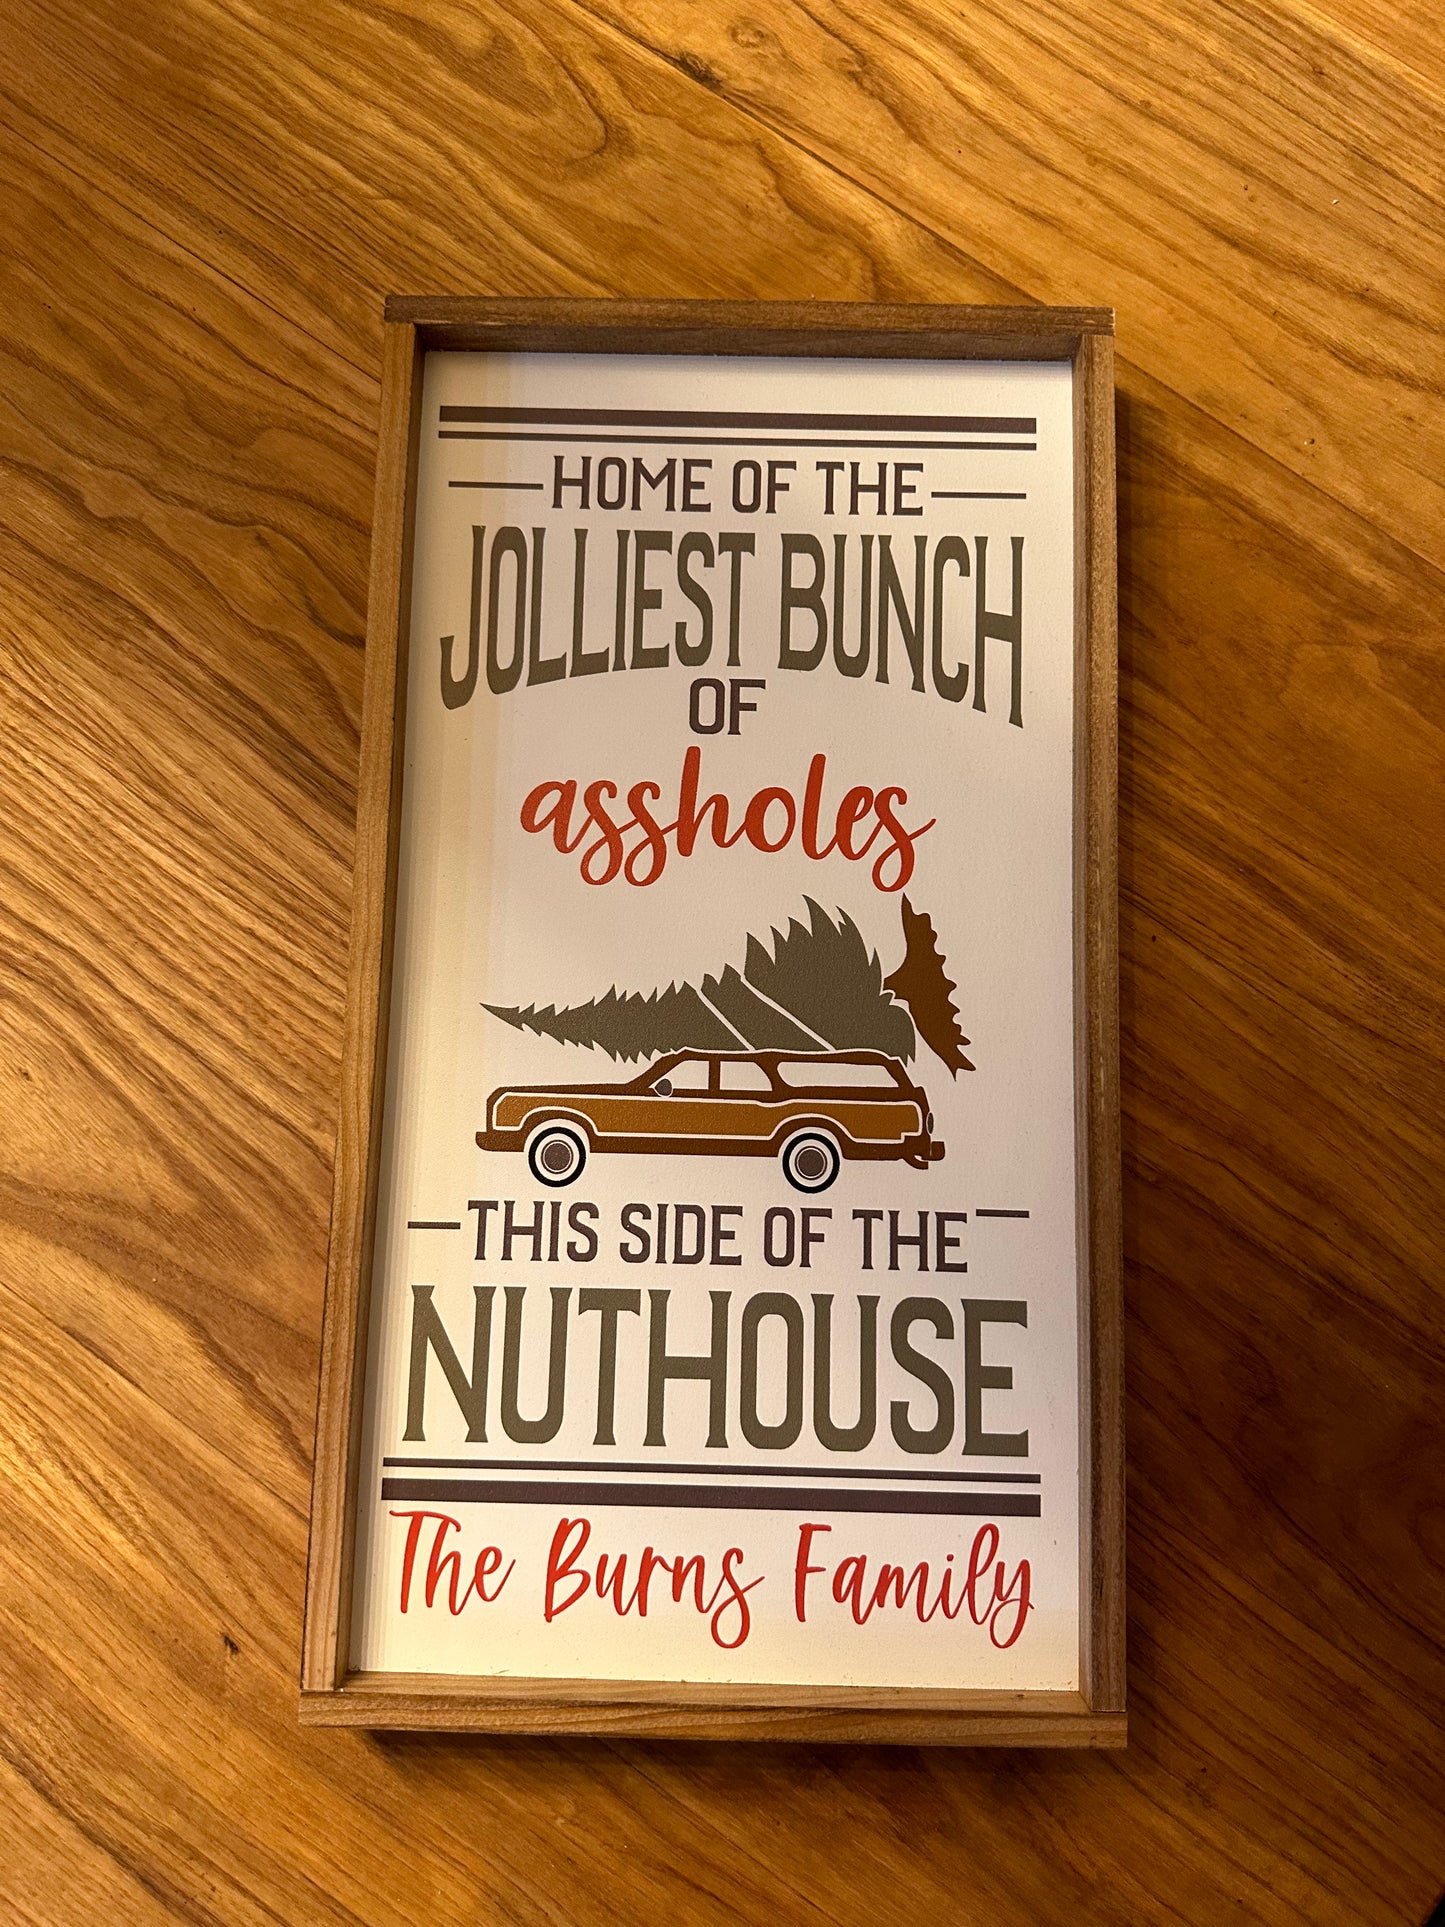 HOME OF THE
JOLLIEST BUNCH
OF
assholes
THIS SIDE OF THE
NUTHOUSE
The Burns Family